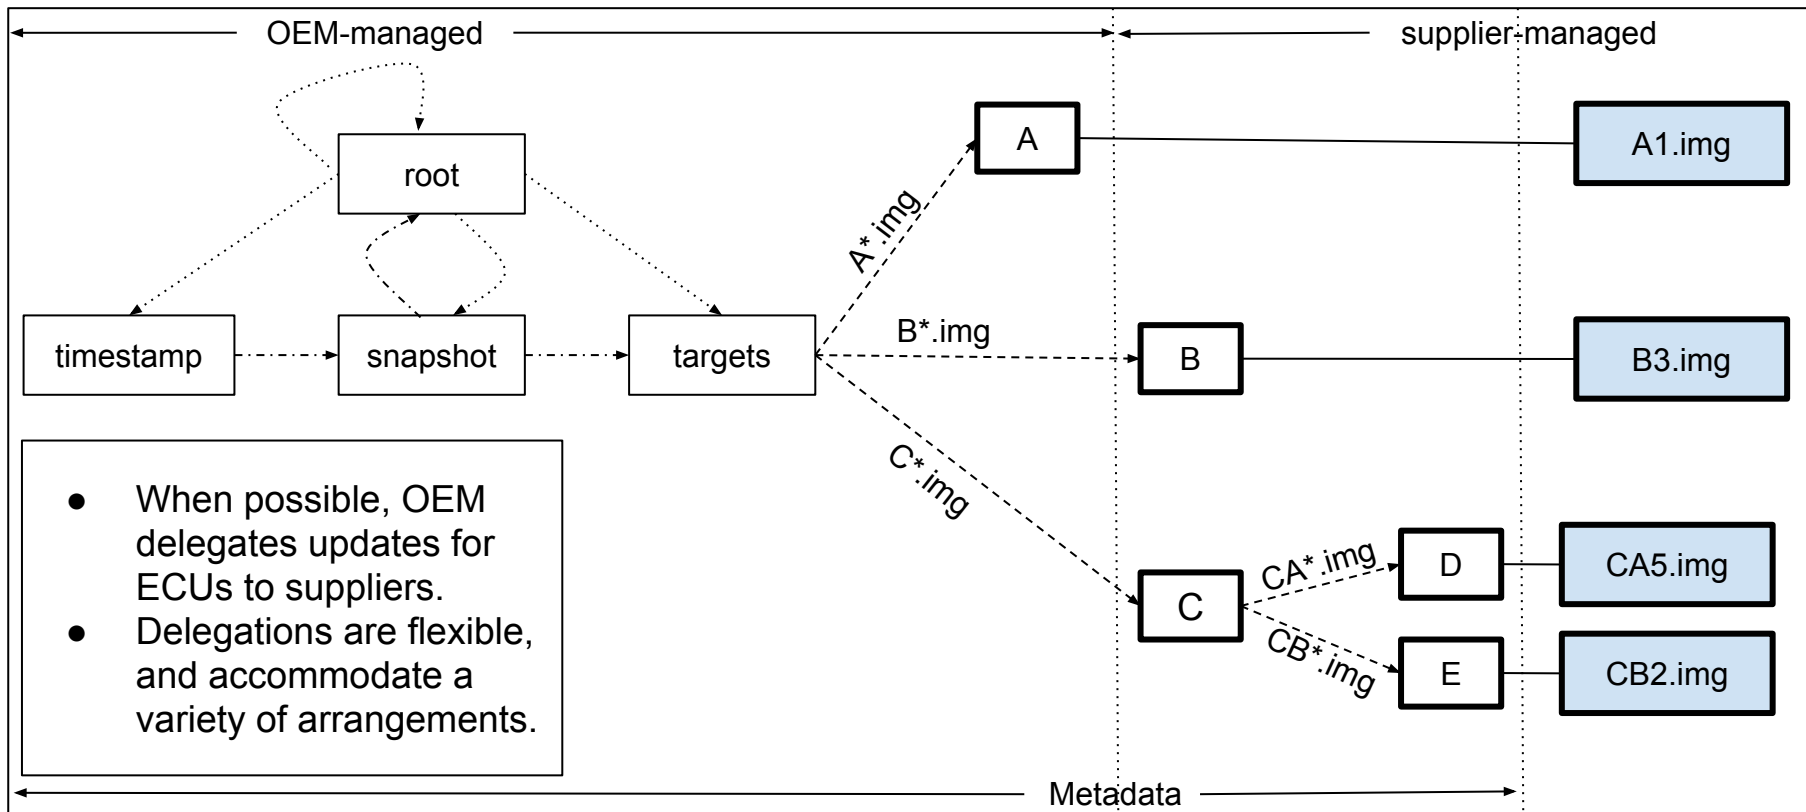 OEM-managed
supplier-managed
root
A
A1.img
A*.img
timestamp
snapshot
targets
B*.img
B
B3.img
C*.img
C
CA*.img
D
CA5.img
CB*.img
E
CB2.img
● When possible, OEM
delegates updates for
ECUs to suppliers.
● Delegations are flexible,
and accommodate a
variety of arrangements.
Metadata